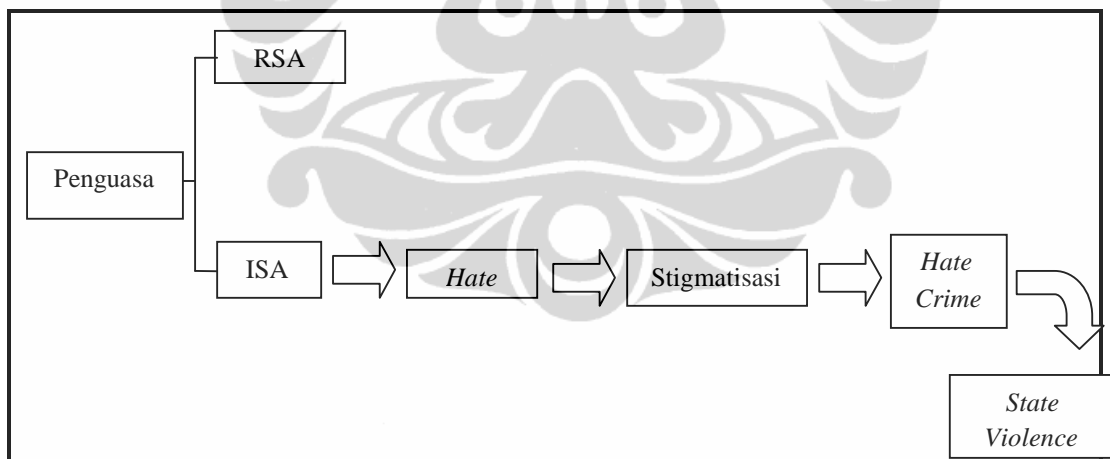 RSA
Penguasa
ISA
Hate
Stigmatisasi
Hate
Crime
State
Violence